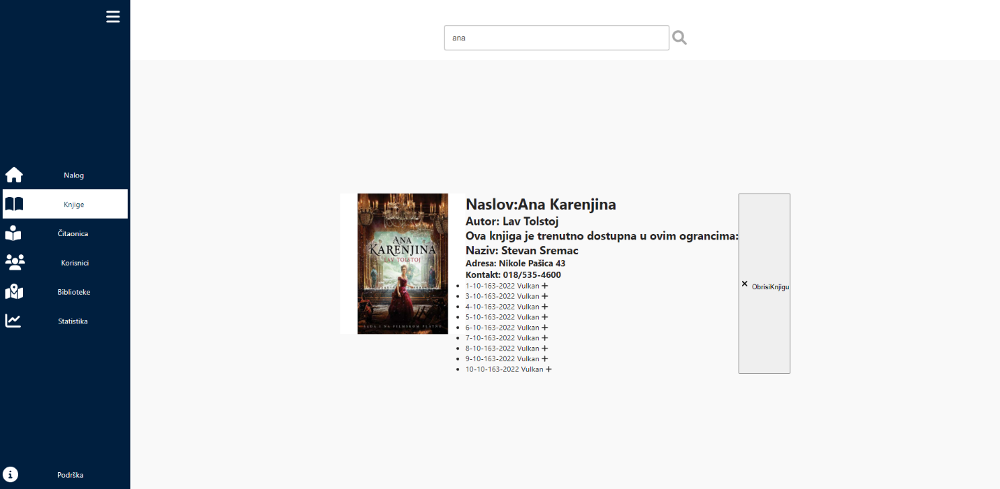 ana
Nalog
Knjige
Čitaonica
Korisnici
Biblioteke
Statistika
Podrška
ANA
KARENJINA
LAV TOLSTOJ
SADA I NA FILMSKOM PLATNU
Naslov:Ana Karenjina
Autor: Lav Tolstoj
Ova knjiga je trenutno dostupna u ovim ograncima:
Naziv: Stevan Sremac
Adresa: Nikole Pašica 43
Kontakt: 018/535-4600
1-10-163-2022 Vulkan
3-10-163-2022 Vulkan
4-10-163-2022 Vulkan
5-10-163-2022 Vulkan
6-10-163-2022 Vulkan
7-10-163-2022 Vulkan
8-10-163-2022 Vulkan
9-10-163-2022 Vulkan
10-10-163-2022 Vulkan
ObrisiKnjigu